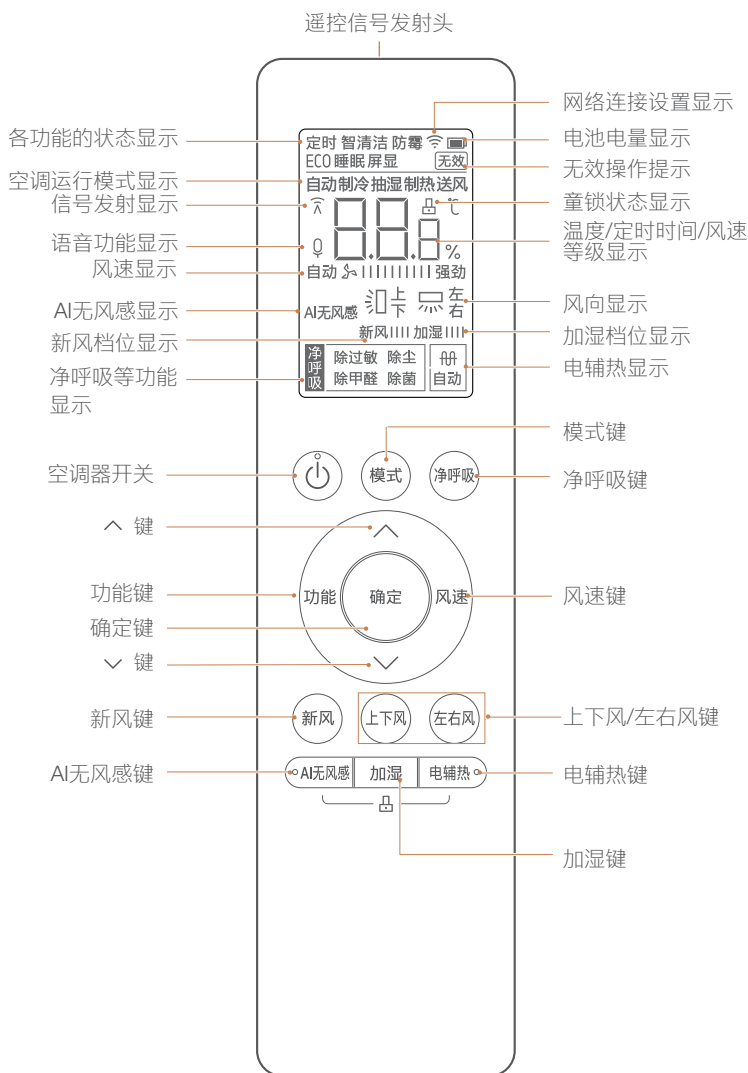 遥控信号发射头
各功能的状态显示
空调运行模式显示
信号发射显示
语音功能显示
风速显示
AI无风感显示
新风档位显示
净呼吸等功能
显示
定时 智清洁 防霉
ECO 睡眠 屏显 无效
自动 制冷 抽湿 制热 送风
8.8.8 ℃
%
自动 强劲
AI无风感 上下 左右
新风 加湿
净呼吸 除过敏 除尘
除甲醛 除菌 自动
网络连接设置显示
电池电量显示
无效操作提示
童锁状态显示
温度/定时时间/风速
等级显示
风向显示
加湿档位显示
电辅热显示
空调器开关
∧ 键
功能键
确定键
∨ 键
新风键
AI无风感键
模式 净呼吸
功能 确定 风速
新风 上下风 左右风
AI无风感 加湿 电辅热
模式键
净呼吸键
风速键
上下风/左右风键
电辅热键
加湿键